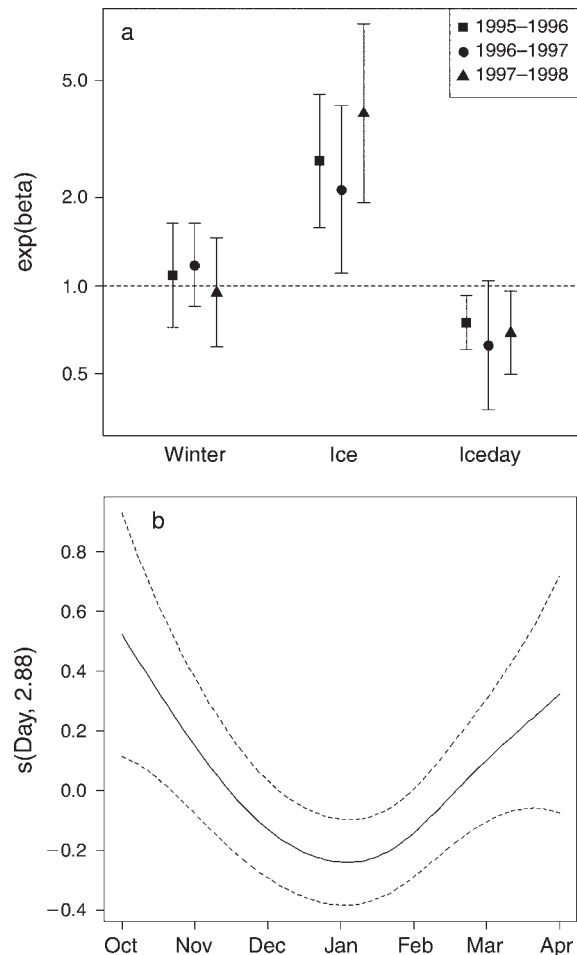 a
1995–1996
1996–1997
1997–1998
5.0
2.0
1.0
0.5
exp(beta)
Winter Ice Iceday
b
0.8
0.6
0.4
0.2
0.0
−0.2
−0.4
s(Day, 2.88)
Oct Nov Dec Jan Feb Mar Apr